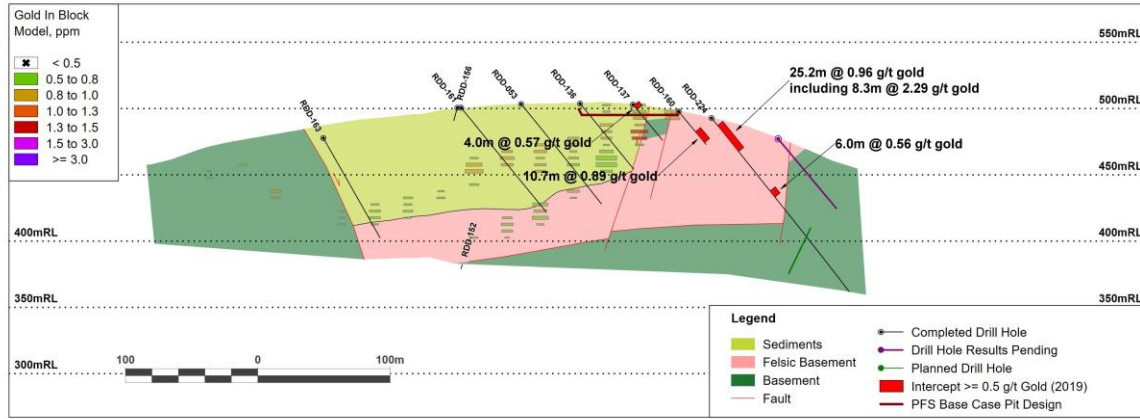 Gold In Block
Model, ppm
< 0.5
0.5 to 0.8
0.8 to 1.0
1.0 to 1.3
1.3 to 1.5
1.5 to 3.0
>= 3.0
550mRL
550mRL
500mRL
500mRL
450mRL
450mRL
400mRL
400mRL
350mRL
350mRL
300mRL
300mRL
RDD-163
RDD-156
RDD-053
RDD-136
RDD-137
RDD-160
RDD-224
RDD-152
25.2m @ 0.96 g/t gold
including 8.3m @ 2.29 g/t gold
4.0m @ 0.57 g/t gold
6.0m @ 0.56 g/t gold
10.7m @ 0.89 g/t gold
100
0
100m
Legend
Sediments
Felsic Basement
Basement
Fault
Completed Drill Hole
Drill Hole Results Pending
Planned Drill Hole
Intercept >= 0.5 g/t Gold (2019)
PFS Base Case Pit Design